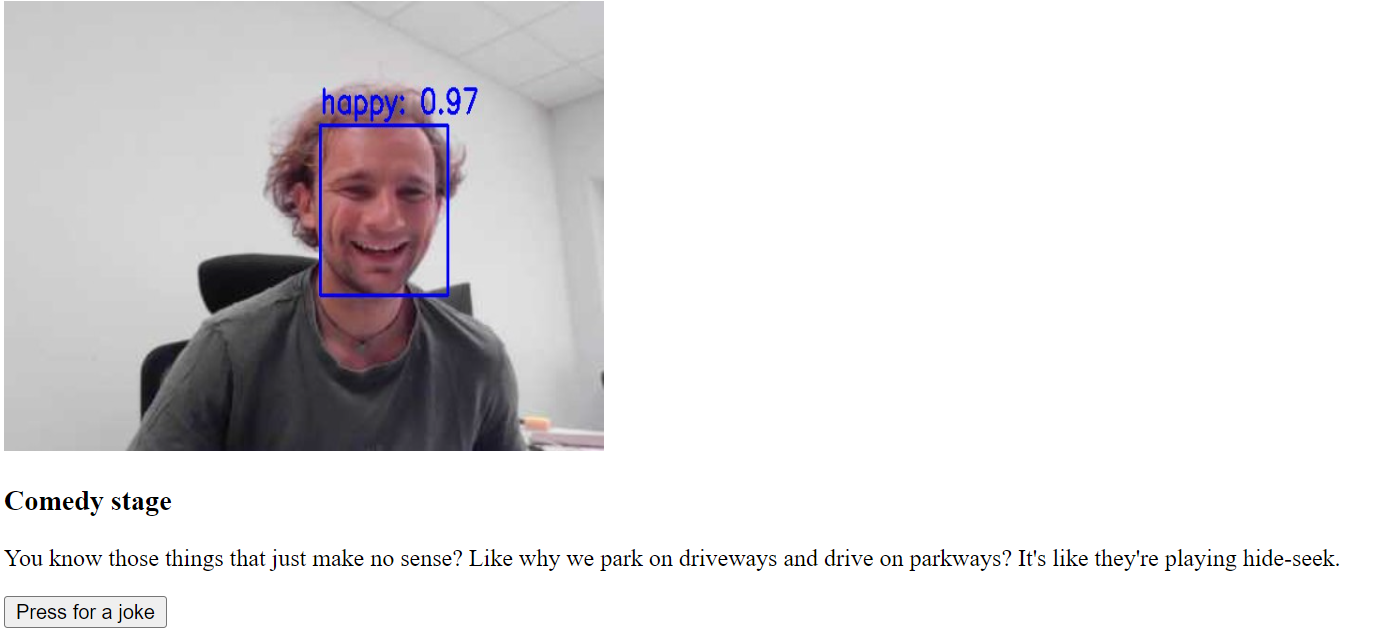 happy: 0.97
Comedy stage
You know those things that just make no sense? Like why we park on driveways and drive on parkways? It's like they're playing hide-seek.
Press for a joke